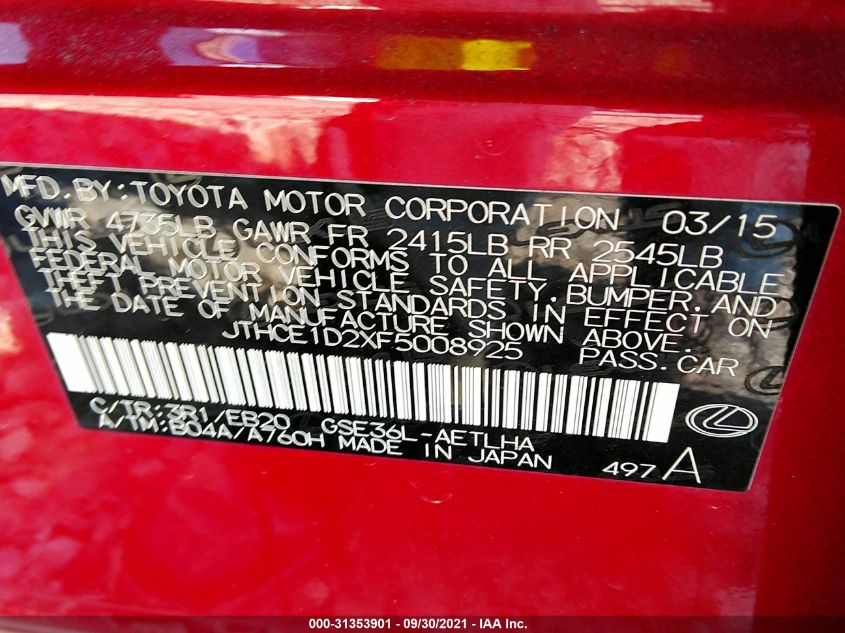 MFD. BY: TOYOTA MOTOR CORPORATION 03/15
GVWR 4735LB GAWR FR 2415LB RR 2545LB
THIS VEHICLE CONFORMS TO ALL APPLICABLE
FEDERAL MOTOR VEHICLE SAFETY, BUMPER, AND
THEFT PREVENTION STANDARDS IN EFFECT ON
THE DATE OF MANUFACTURE SHOWN ABOVE.
JTHCE1D2XF5008925 PASS. CAR
C/TR: 3R1 /EB20 GSE36L-AETLHA
A/TM: B04A/A760H MADE IN JAPAN
497 A
000-31353901 - 09/30/2021 - IAA Inc.